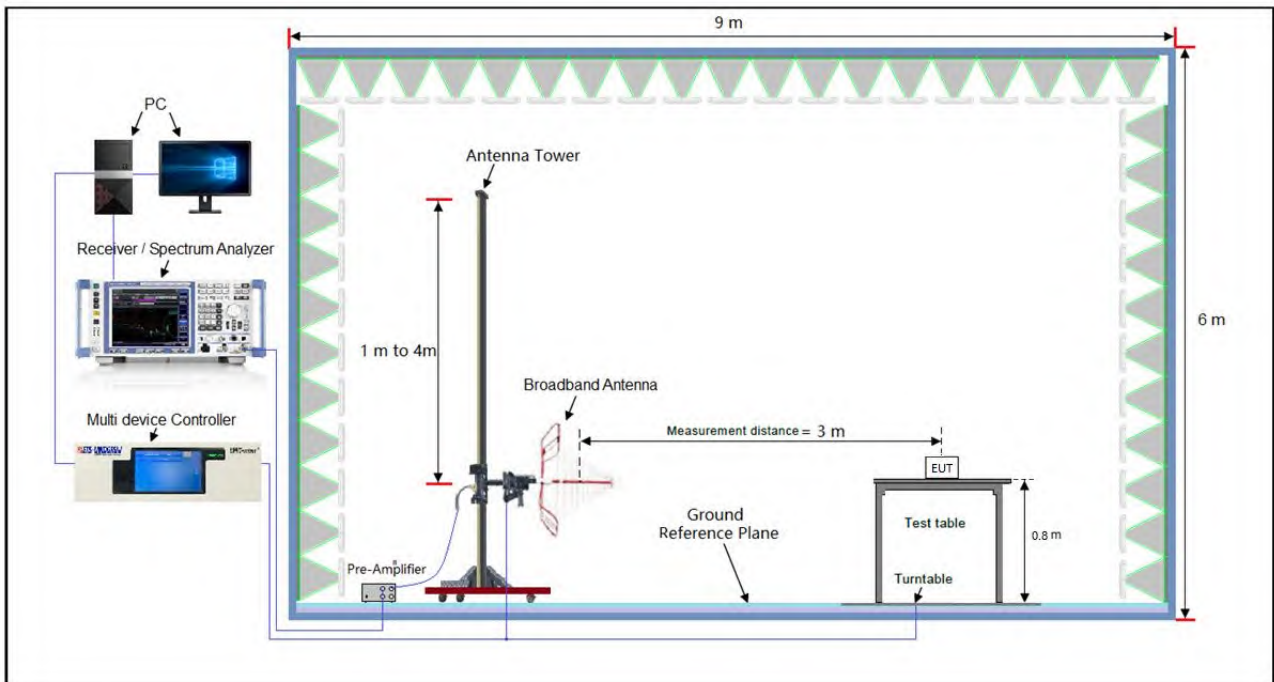 9 m
PC
Antenna Tower
Receiver / Spectrum Analyzer
6 m
1 m to 4m
Broadband Antenna
Multi device Controller
Measurement distance = 3 m
EUT
Ground
Reference Plane
Test table
0.8 m
Pre-Amplifier
Turntable